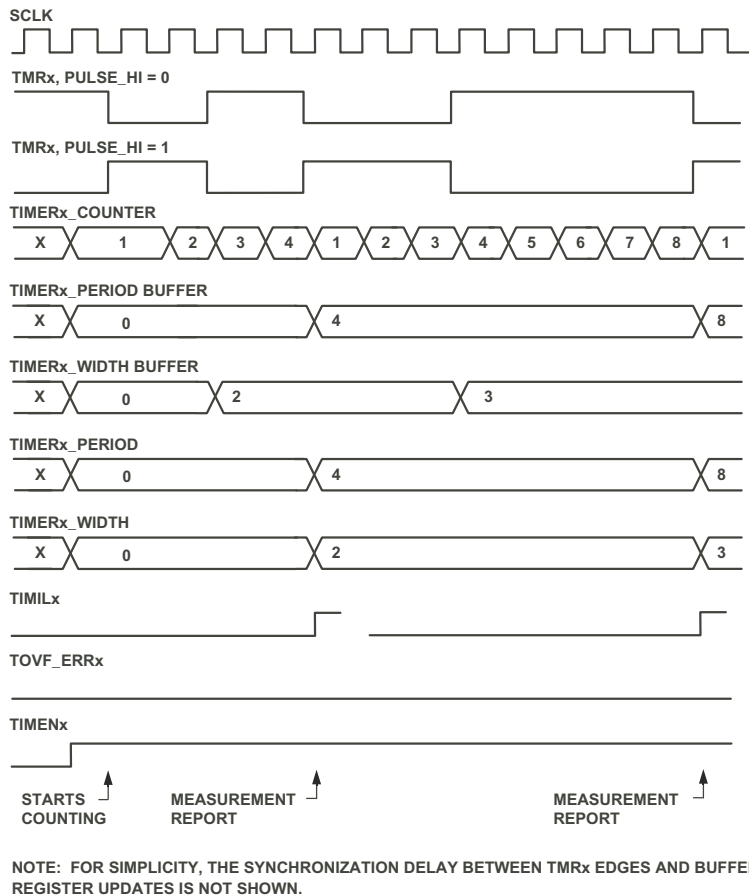 SCLK
TMRx, PULSE_HI = 0
TMRx, PULSE_HI = 1
TIMERx_COUNTER
X 1 2 3 4 1 2 3 4 5 6 7 8 1
TIMERx_PERIOD BUFFER
X 0 4 8
TIMERx_WIDTH BUFFER
X 0 2 3
TIMERx_PERIOD
X 0 4 8
TIMERx_WIDTH
X 0 2 3
TIMILx
TOVF_ERRx
TIMENx
STARTS
COUNTING
MEASUREMENT
REPORT
MEASUREMENT
REPORT
NOTE: FOR SIMPLICITY, THE SYNCHRONIZATION DELAY BETWEEN TMRx EDGES AND BUFFER
REGISTER UPDATES IS NOT SHOWN.